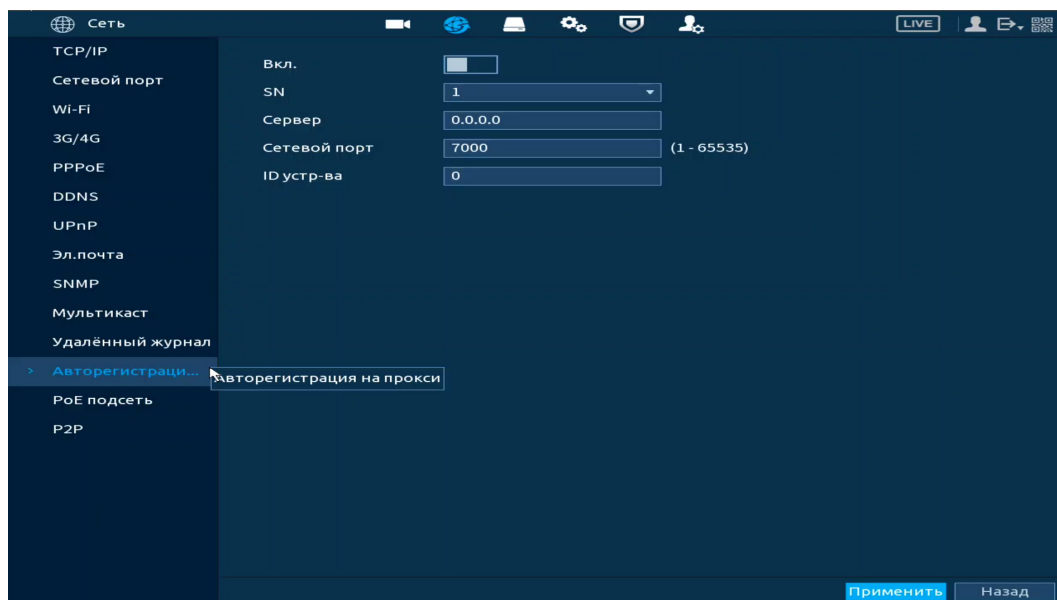 Сеть
LIVE
TCP/IP
Сетевой порт
Wi-Fi
3G/4G
PPPoE
DDNS
UPnP
Эл.почта
SNMP
Мультикаст
Удалённый журнал
> Авторегистраци...
Авторегистрация на прокси
PoE подсеть
P2P
Вкл.
SN 1
Сервер 0.0.0.0
Сетевой порт 7000 (1 - 65535)
ID устр-ва 0
Применить Назад